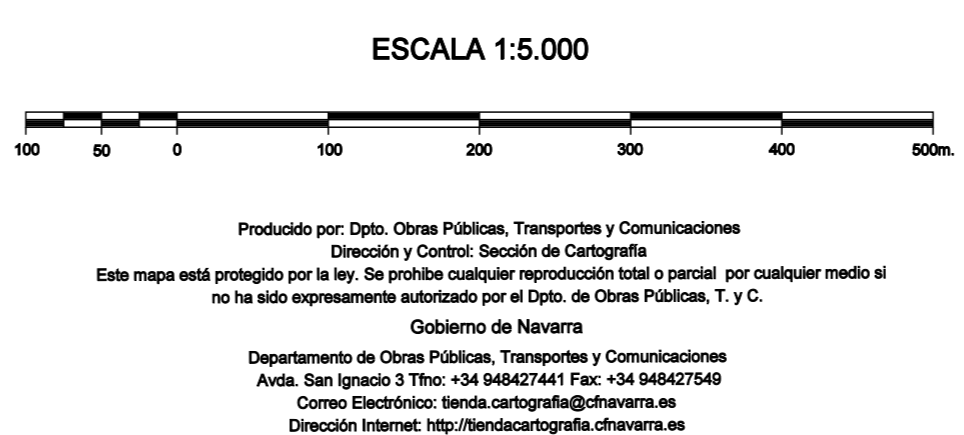 ESCALA 1:5.000
100 50 0 100 200 300 400 500m.
Producido por: Dpto. Obras Públicas, Transportes y Comunicaciones
Dirección y Control: Sección de Cartografía
Este mapa está protegido por la ley. Se prohibe cualquier reproducción total o parcial por cualquier medio si
no ha sido expresamente autorizado por el Dpto. de Obras Públicas, T. y C.
Gobierno de Navarra
Departamento de Obras Públicas, Transportes y Comunicaciones
Avda. San Ignacio 3 Tfno: +34 948427441 Fax: +34 948427549
Correo Electrónico: tienda.cartografia@cfnavarra.es
Dirección Internet: http://tiendacartografia.cfnavarra.es